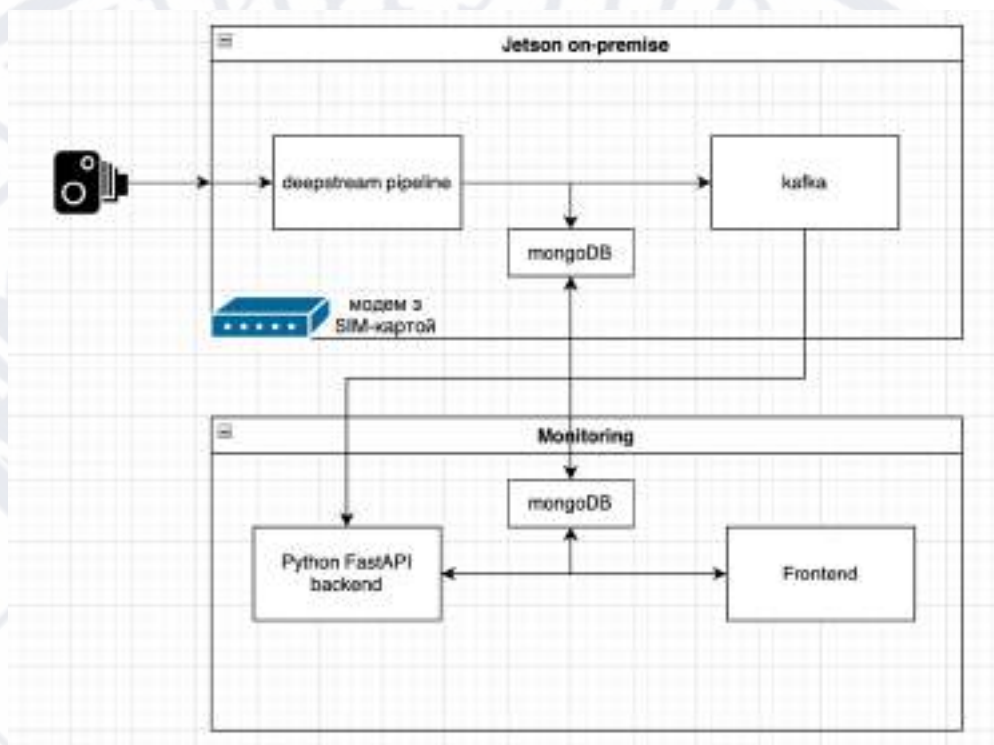 Jetson on-premise
deepstream pipeline
kafka
mongoDB
модем з
SIM-картой
Monitoring
mongoDB
Python FastAPI
backend
Frontend